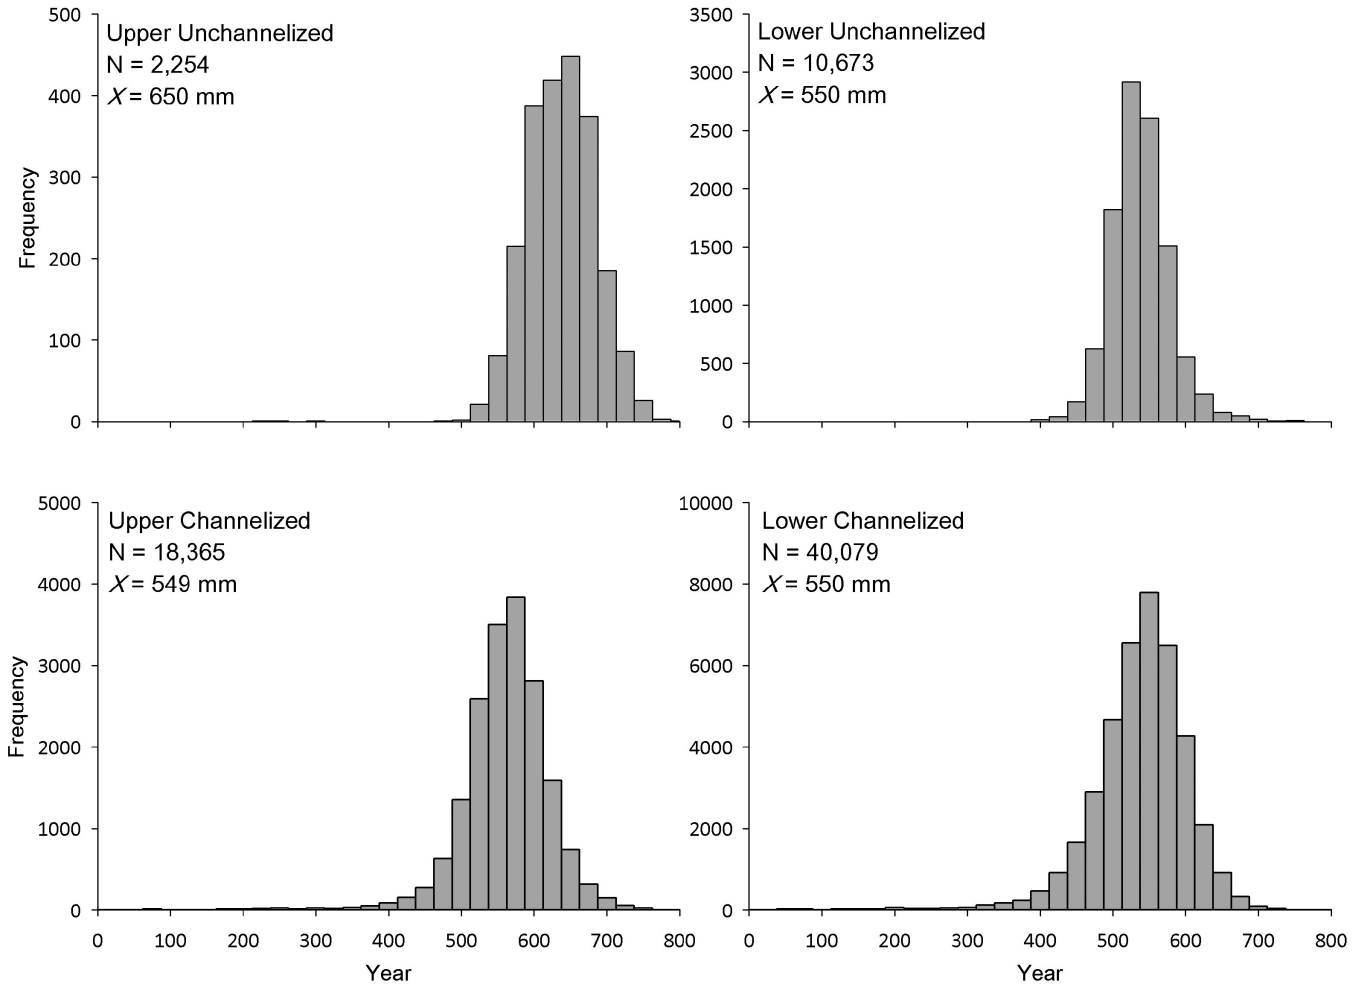 500
400
300
200
100
0
Frequency
Upper Unchannelized
N = 2,254
X = 650 mm
3500
3000
2500
2000
1500
1000
500
0
Lower Unchannelized
N = 10,673
X = 550 mm
5000
4000
3000
2000
1000
0
Frequency
Upper Channelized
N = 18,365
X = 549 mm
0 100 200 300 400 500 600 700 800
Year
10000
8000
6000
4000
2000
0
Lower Channelized
N = 40,079
X = 550 mm
0 100 200 300 400 500 600 700 800
Year